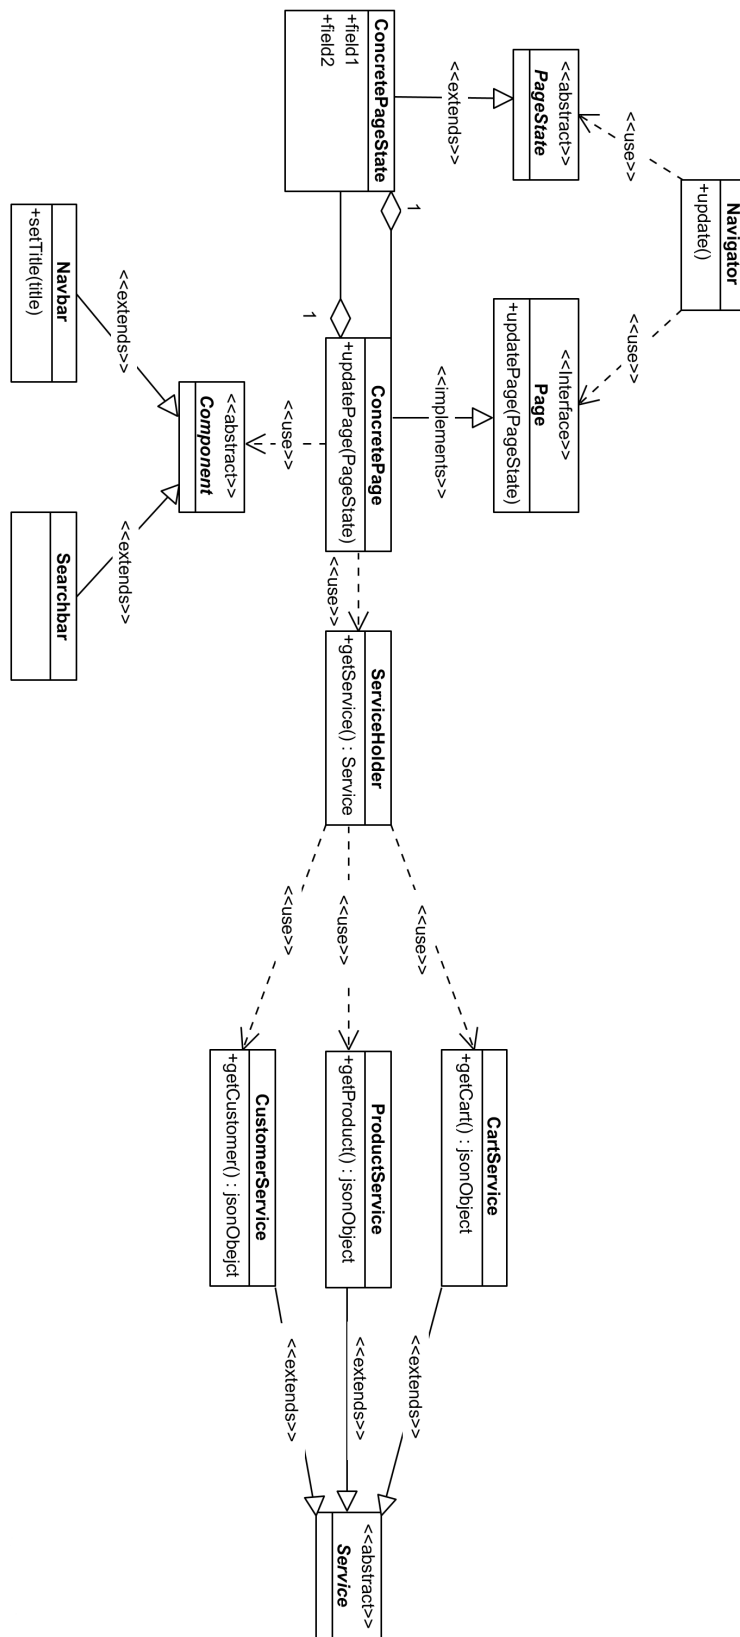 Navigator
+update()
<<use>>
<<use>>
<<abstract>>
PageState
<<Interface>>
Page
+updatePage(PageState)
<<extends>>
<<implements>>
ConcretePageState
+field1
+field2
1
1
ConcretePage
+updatePage(PageState)
<<use>>
ServiceHolder
+getService() : Service
<<use>>
<<use>>
<<use>>
CartService
+getCart() : jsonObject
ProductService
+getProduct() : jsonObject
CustomerService
+getCustomer() : jsonObejct
<<extends>>
<<extends>>
<<extends>>
<<abstract>>
Service
<<use>>
<<abstract>>
Component
<<extends>>
<<extends>>
Navbar
+setTitle(title)
Searchbar